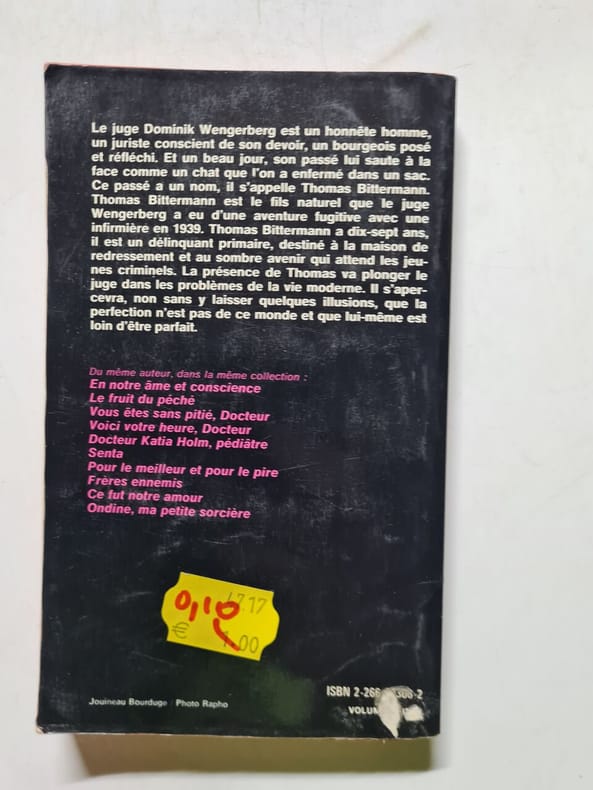 Le juge Dominik Wengerberg est un honnête homme,
un juriste conscient de son devoir, un bourgeois posé
et réfléchi. Et un beau jour, son passé lui saute à la
face comme un chat que l'on a enfermé dans un sac.
Ce passé a un nom, il s'appelle Thomas Bittermann.
Thomas Bittermann est le fils naturel que le juge
Wengerberg a eu d'une aventure fugitive avec une
infirmière en 1939. Thomas Bittermann a dix-sept ans,
il est un délinquant primaire, destiné à la maison de
redressement et au sombre avenir qui attend les jeu-
nes criminels. La présence de Thomas va plonger le
juge dans les problèmes de la vie moderne. Il s'aper-
cevra, non sans y laisser quelques illusions, que la
perfection n'est pas de ce monde et que lui-même est
loin d'être parfait.
Du même auteur, dans la même collection :
En notre âme et conscience
Le fruit du péché
Vous êtes sans pitié, Docteur
Voici votre heure, Docteur
Docteur Katia Holm, pédiâtre
Senta
Pour le meilleur et pour le pire
Frères ennemis
Ce fut notre amour
Ondine, ma petite sorcière
47.17
0,10
€ 1.00
ISBN 2-266
Jouineau Bourduge / Photo Rapho